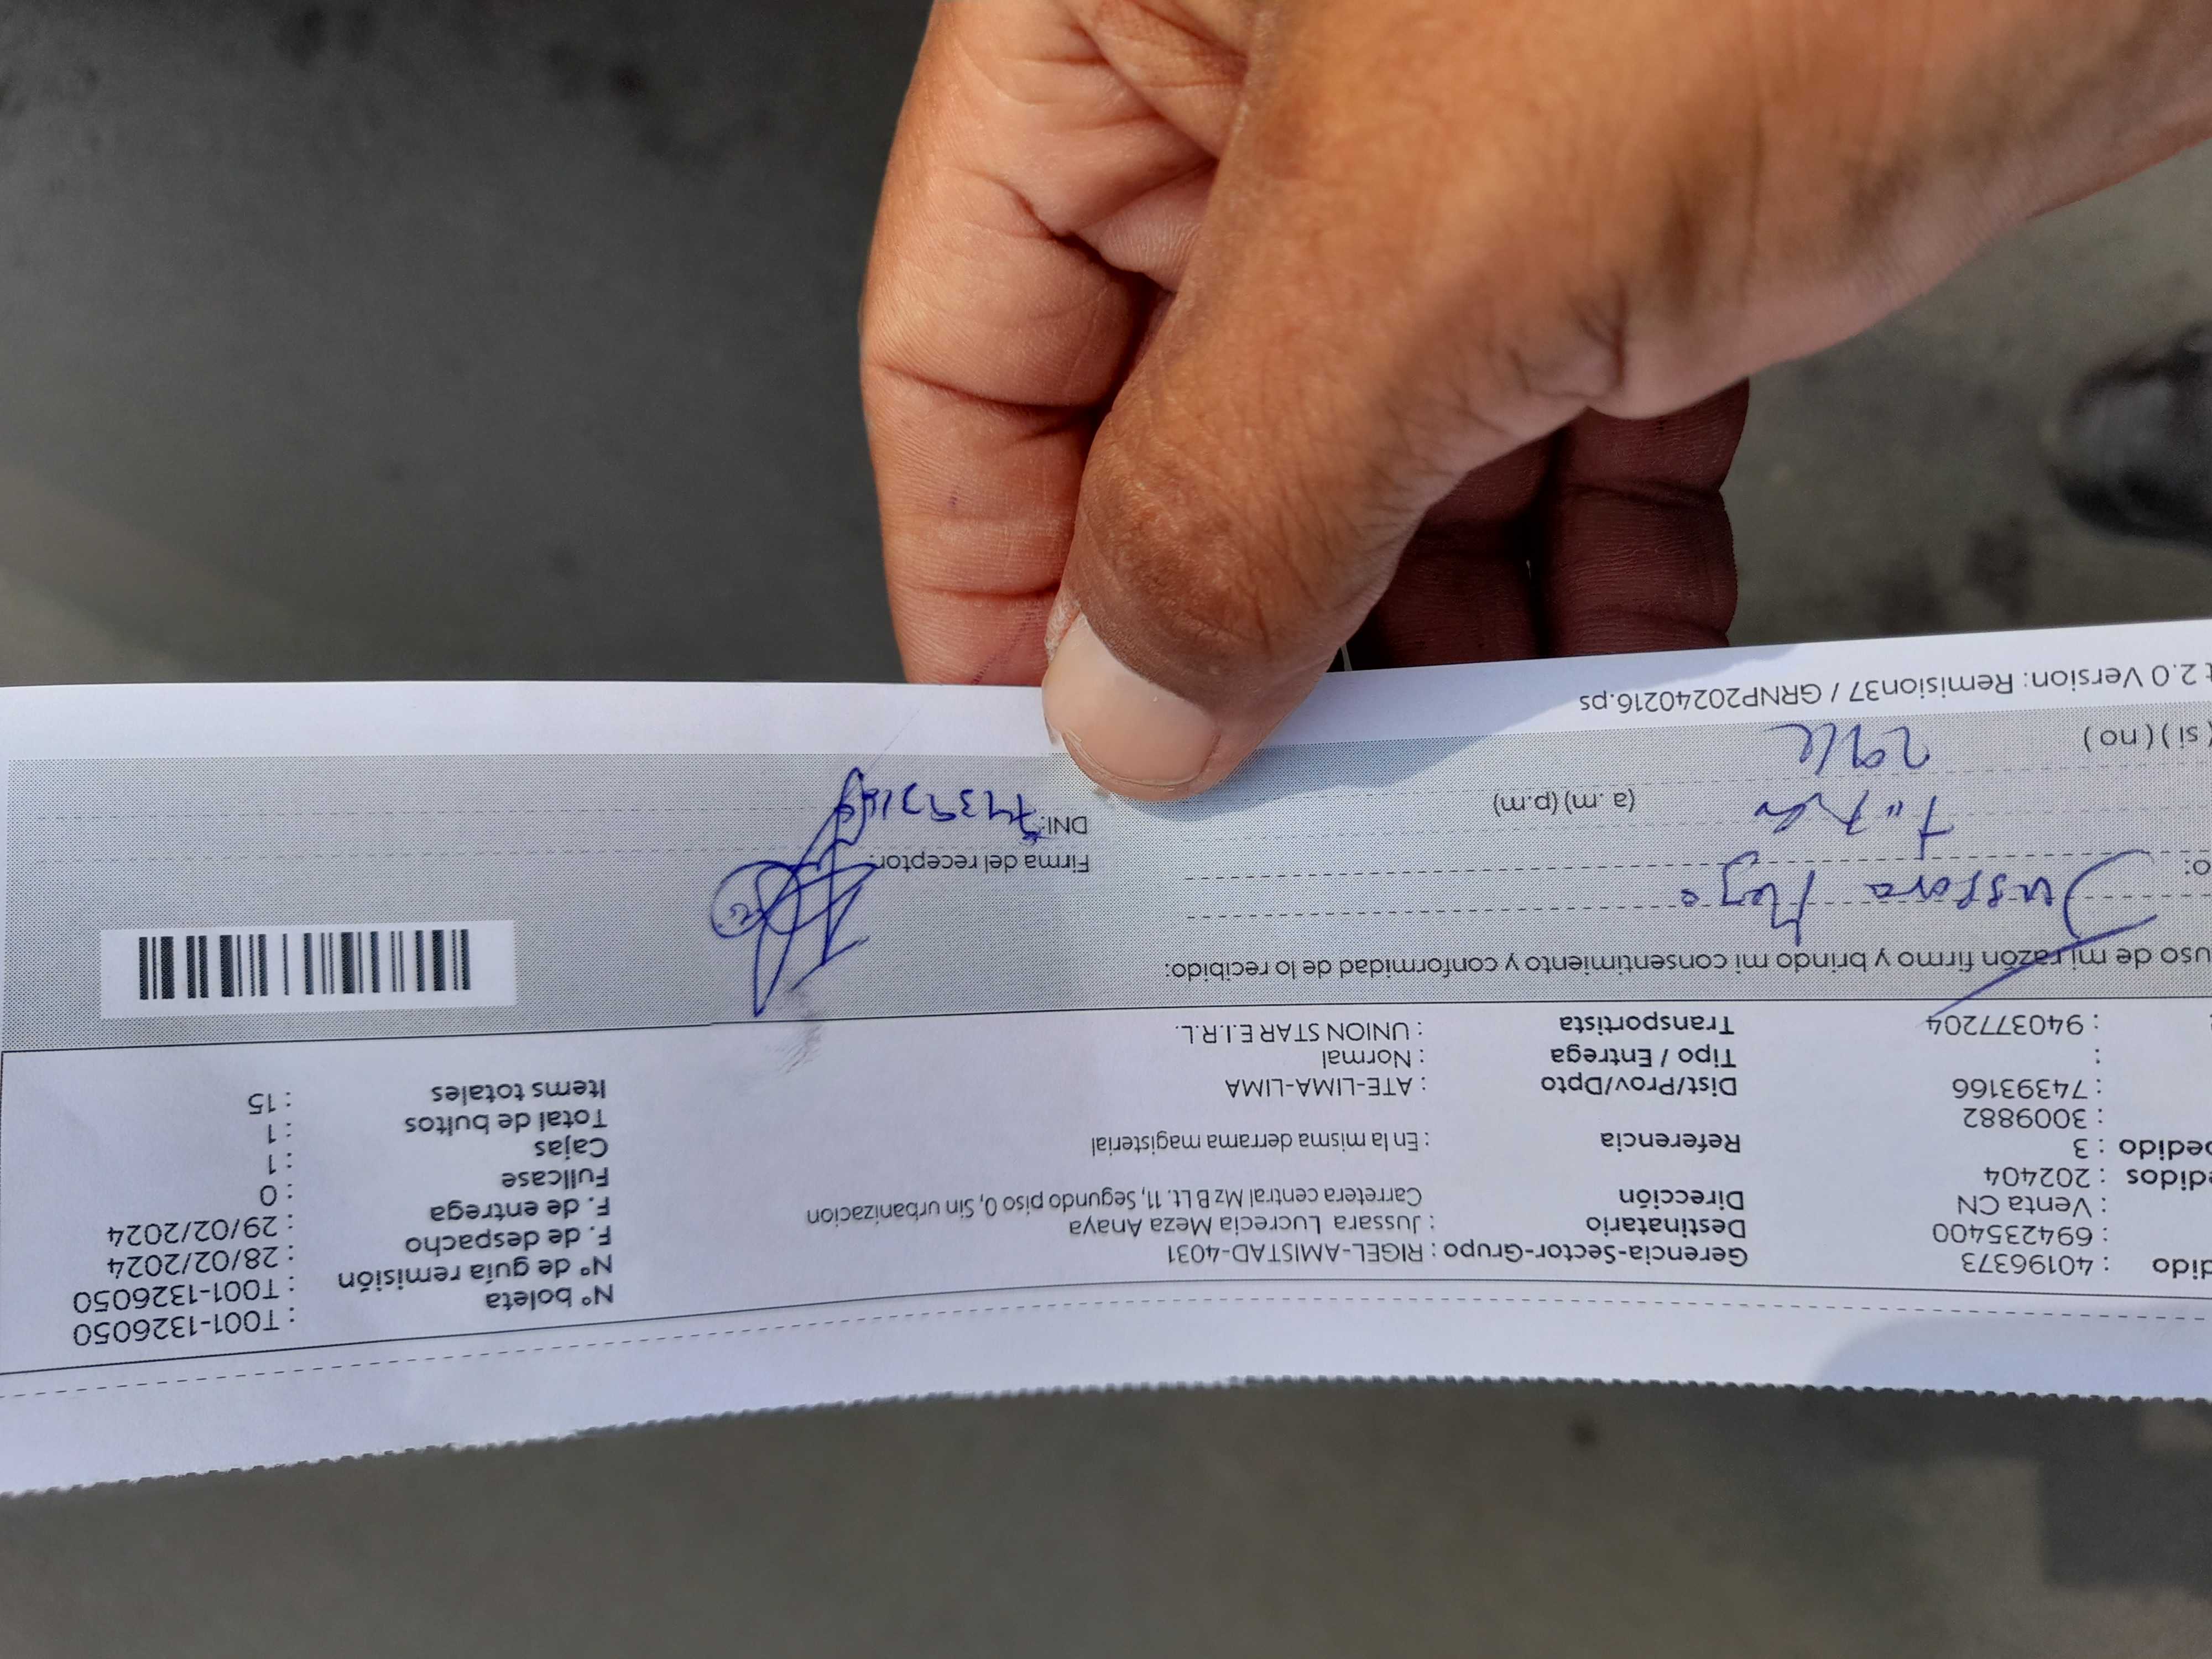 N° boleta : T001-1326050
N° de guía remisión : T001-1326050
F. de despacho : 28/02/2024
F. de entrega : 29/02/2024
Fullcase : 0
Cajas : 1
Total de bultos : 1
Items totales : 15
Gerencia-Sector-Grupo : RIGEL-AMISTAD-4031
Destinatario : Jussara Lucrecia Meza Anaya
Dirección Carretera central Mz B Lt. 11, Segundo piso 0, Sin urbanizacion
Referencia : En la misma derrama magisterial
Dist/Prov/Dpto : ATE-LIMA-LIMA
Tipo / Entrega : Normal
Transportista : UNION STAR E.I.R.L.
dido : 40196373
: 694235400
: Venta CN
edidos : 202404
pedido : 3
: 3009882
: 74393166
:
: 940377204
uso de mi razón firmo y brindo mi consentimiento y conformidad de lo recibido:
o: Jussara
(a. m) (p.m)
( si ) ( no )
Firma del receptor:
DNI:
t 2.0 Version: Remision37 / GRNP20240216.ps